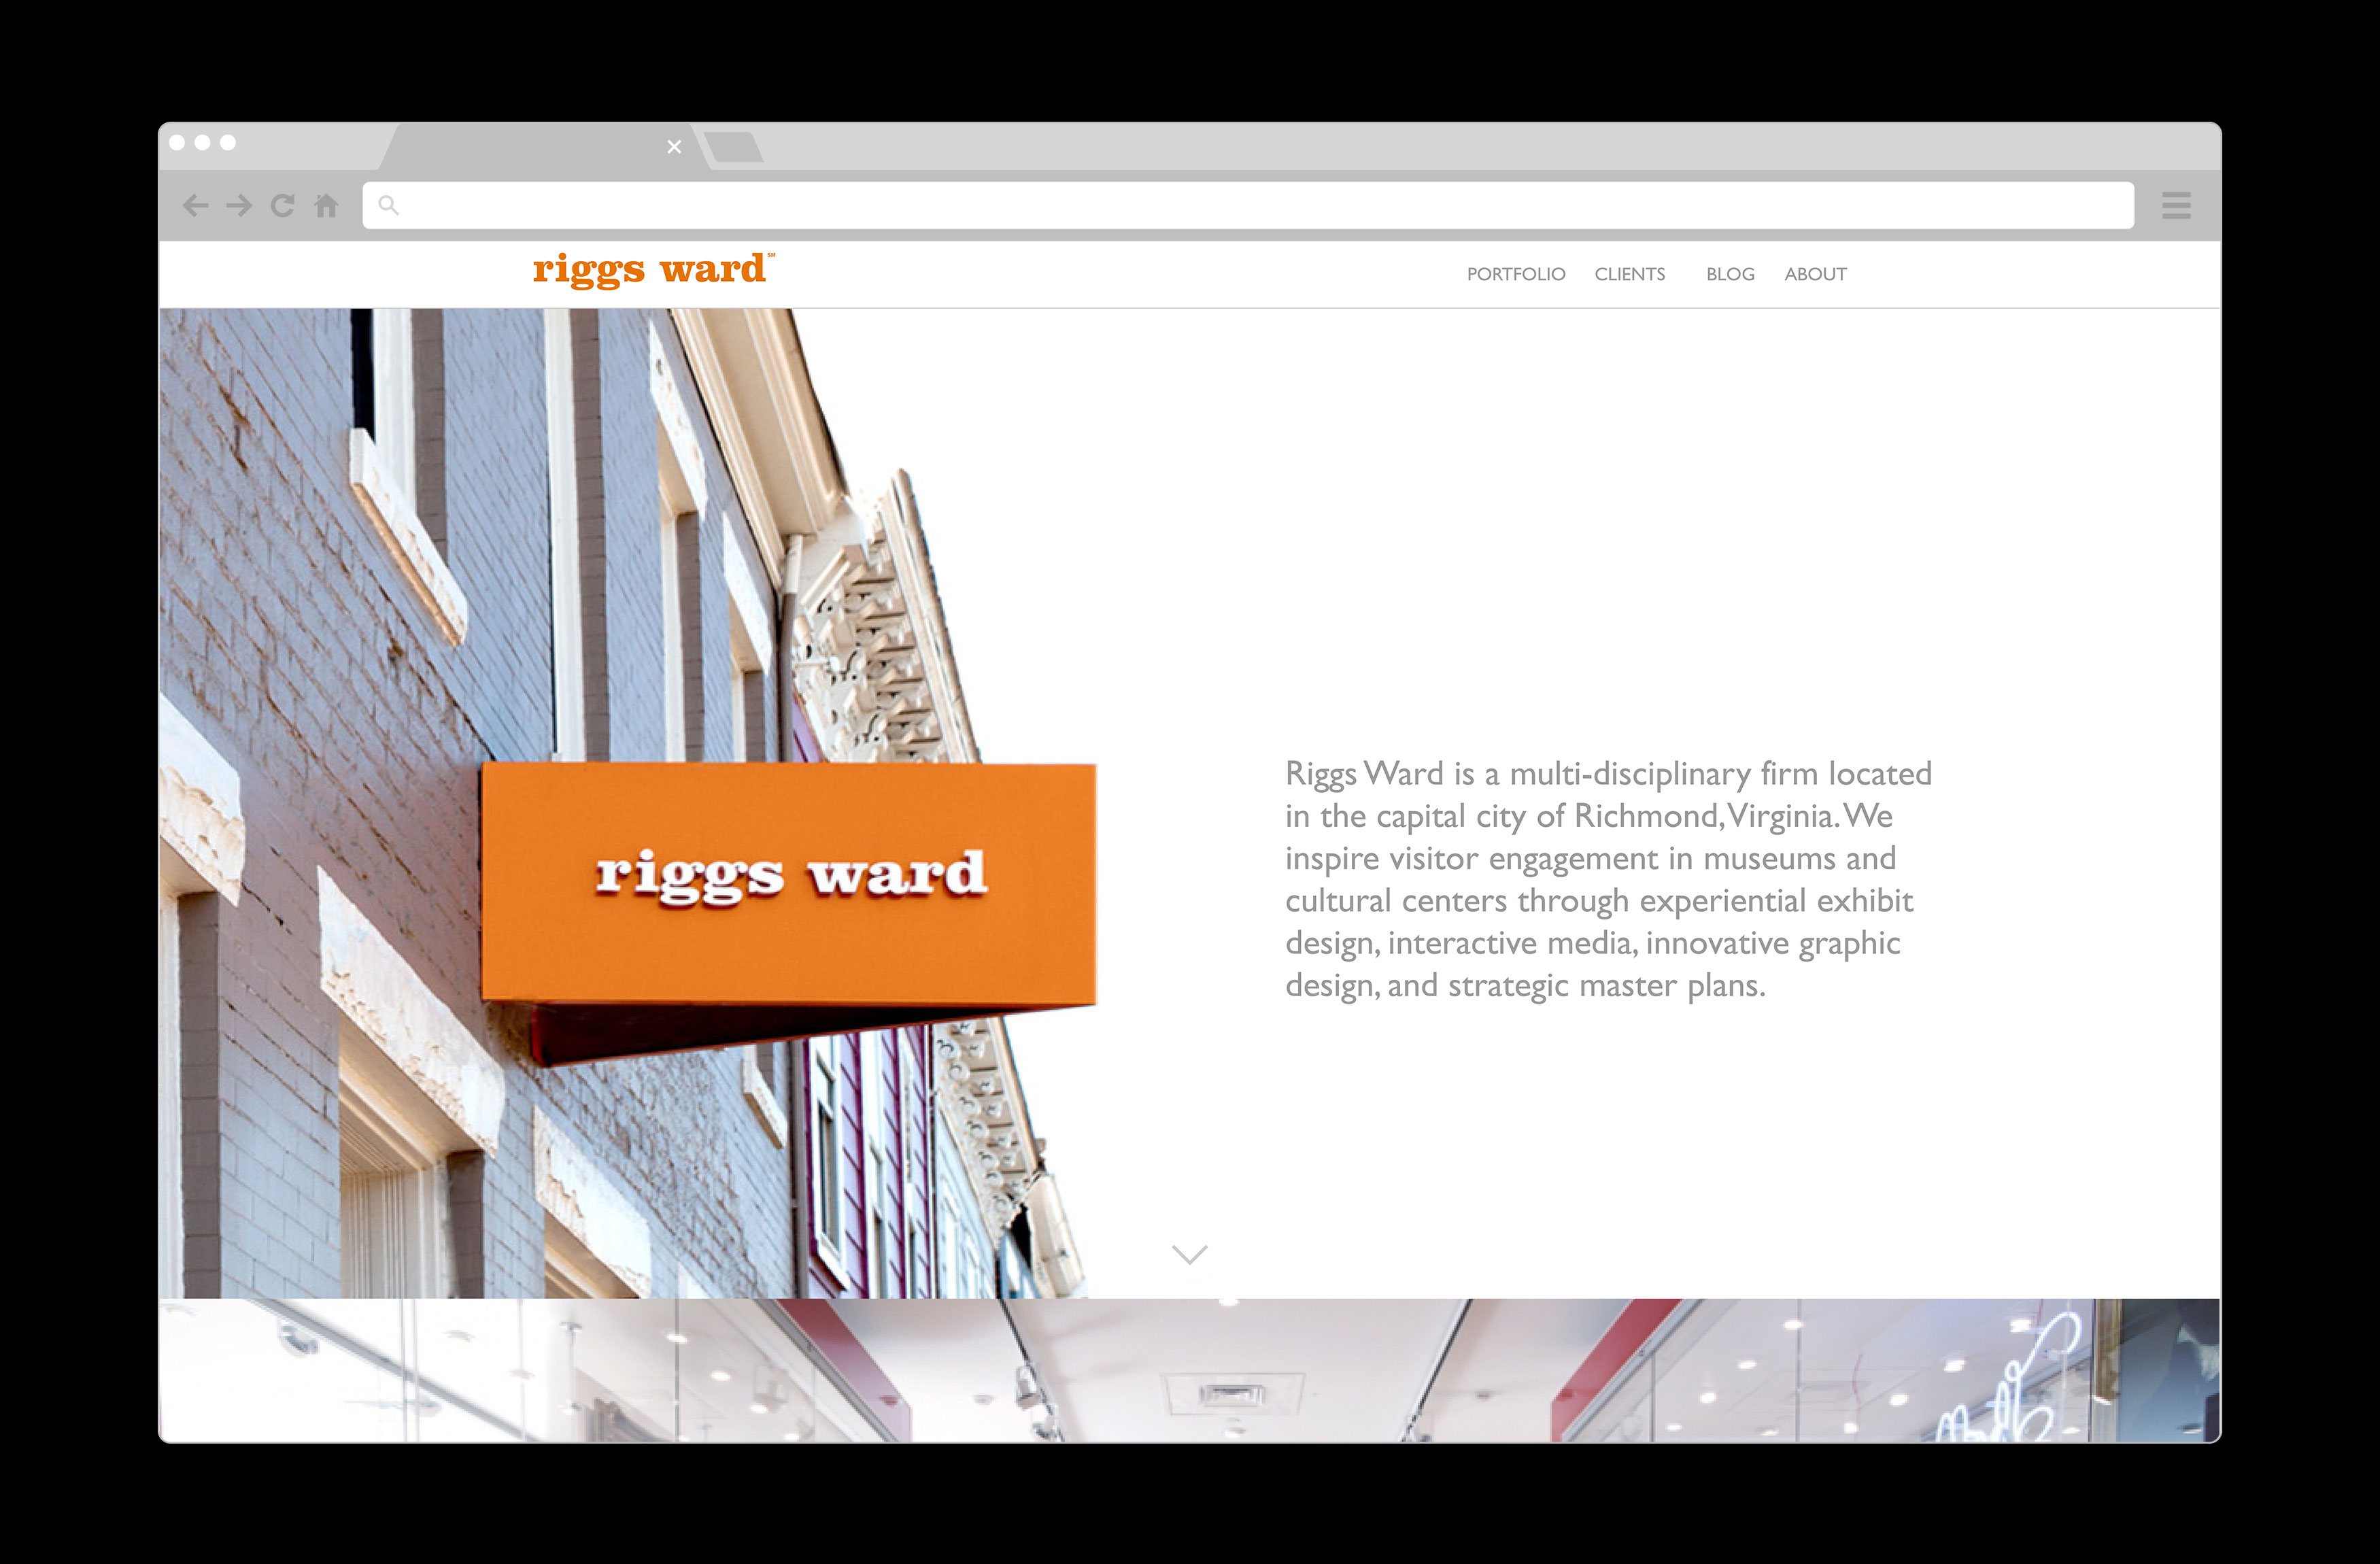 riggs ward℠
PORTFOLIO CLIENTS BLOG ABOUT
riggs ward
Riggs Ward is a multi-disciplinary firm located
in the capital city of Richmond, Virginia. We
inspire visitor engagement in museums and
cultural centers through experiential exhibit
design, interactive media, innovative graphic
design, and strategic master plans.